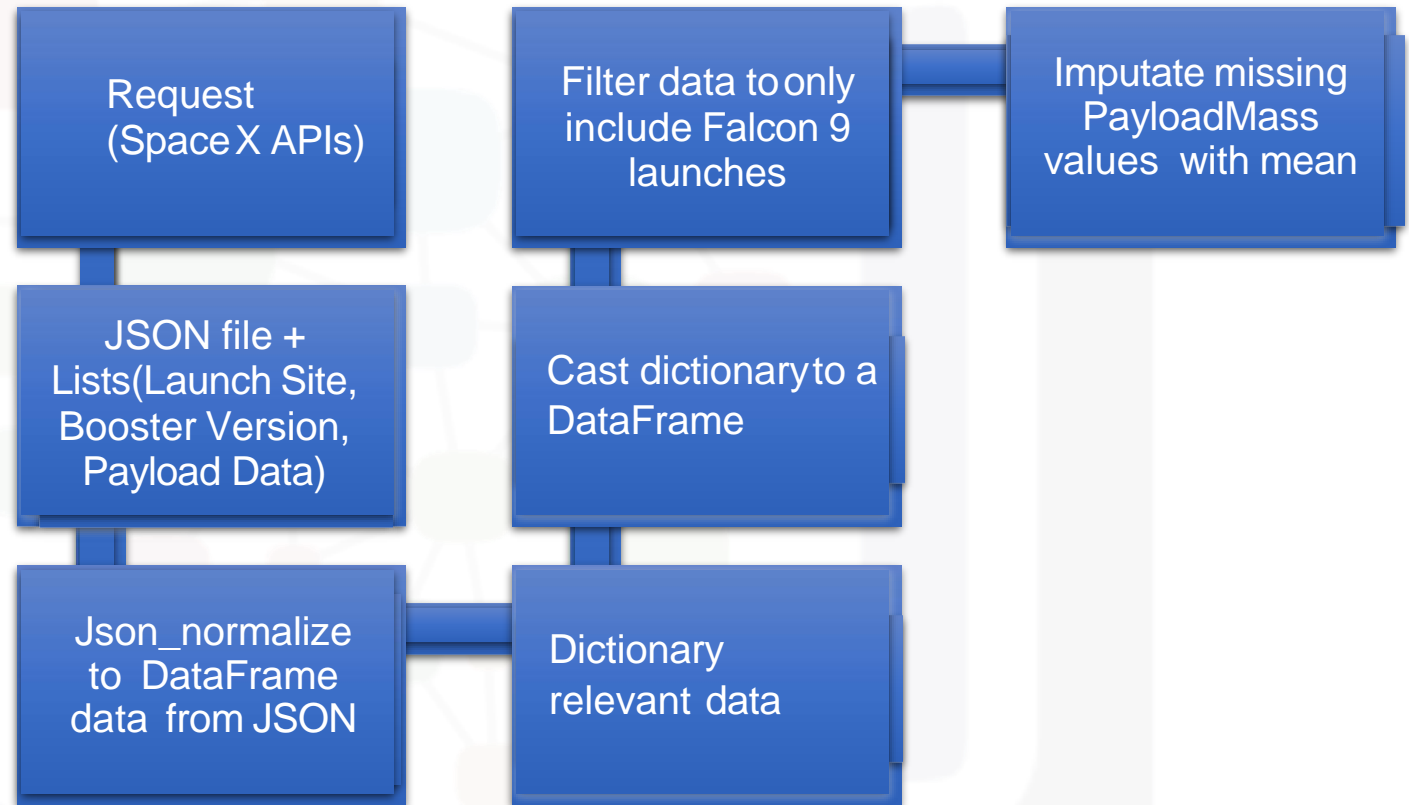 Request
(Space X APIs)
JSON file +
Lists(Launch Site,
Booster Version,
Payload Data)
Json_normalize
to DataFrame
data from JSON
Dictionary
relevant data
Cast dictionary to a
DataFrame
Filter data to only
include Falcon 9
launches
Imputate missing
PayloadMass
values with mean